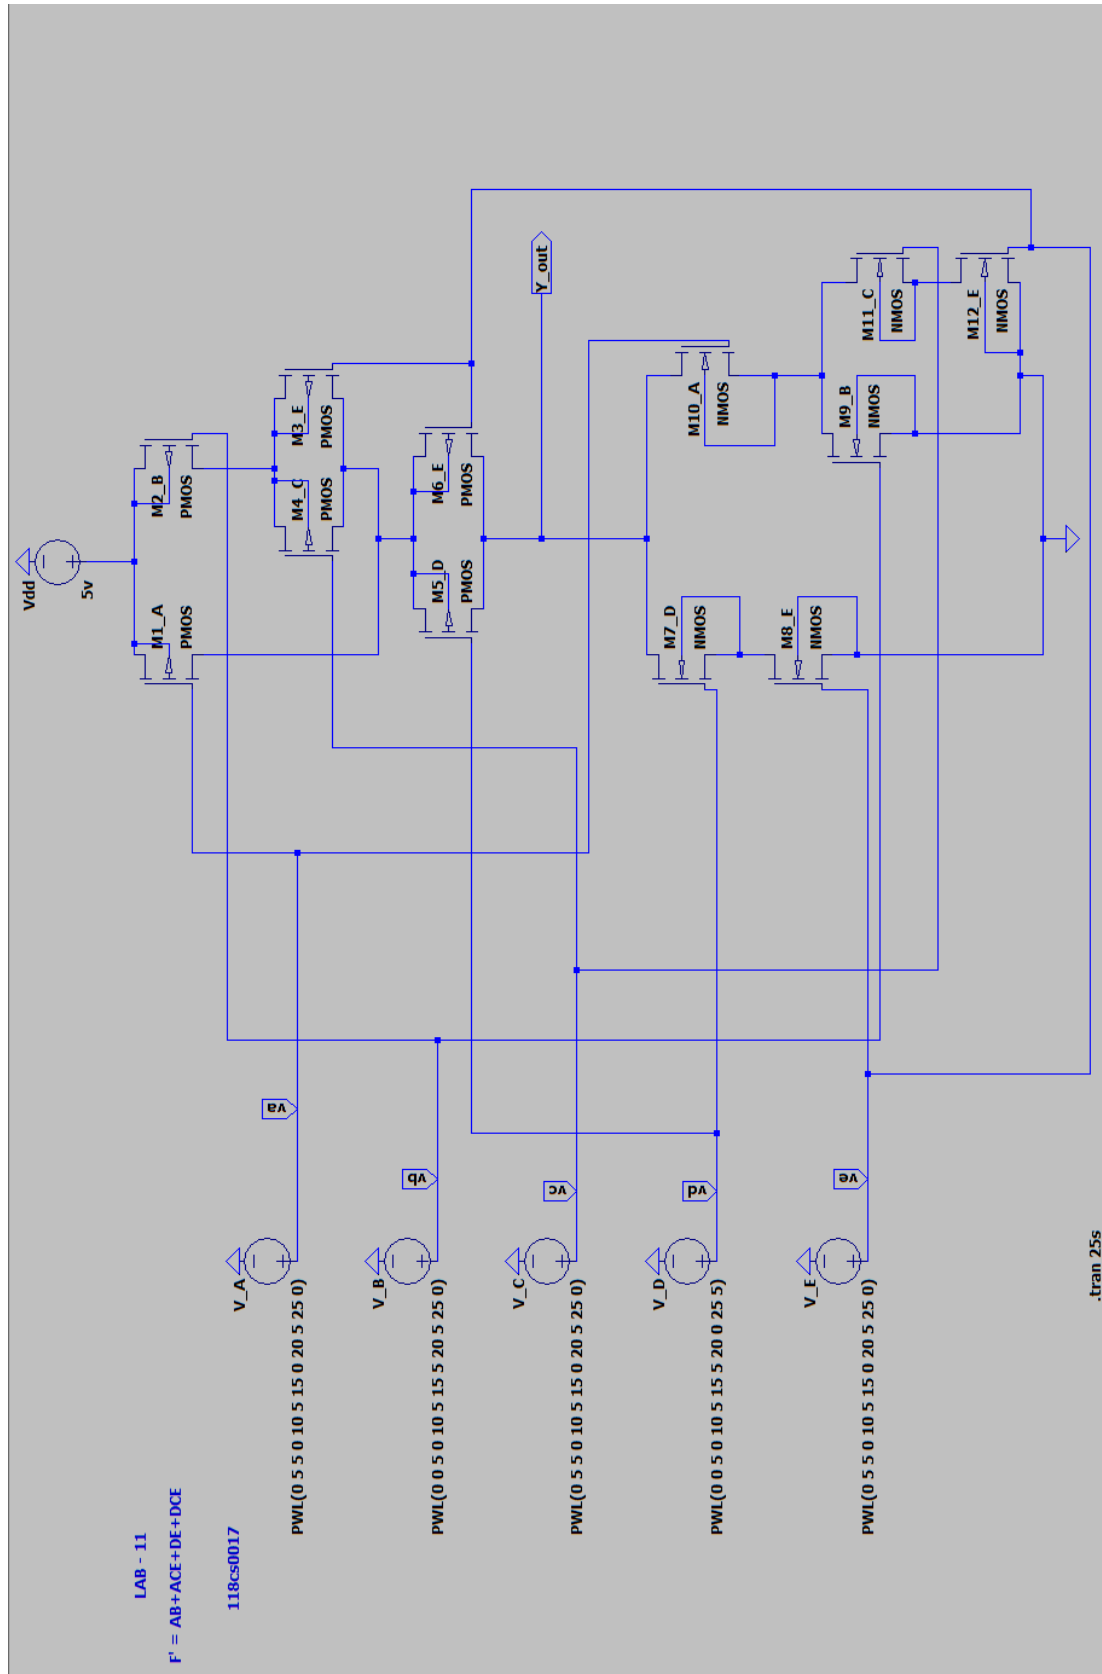 LAB - 11
F' = AB+ACE+DE+DCE
118cs0017
Vdd
5v
M1_A
PMOS
M2_B
PMOS
M4_C
PMOS
M3_E
PMOS
M5_D
PMOS
M6_E
PMOS
Y_out
M7_D
NMOS
M10_A
NMOS
M8_E
NMOS
M9_B
NMOS
M11_C
NMOS
M12_E
NMOS
V_A
va
PWL(0 5 5 0 10 5 15 0 20 5 25 0)
V_B
vb
PWL(0 0 5 0 10 5 15 5 20 5 25 0)
V_C
vc
PWL(0 5 5 0 10 5 15 0 20 5 25 0)
V_D
vd
PWL(0 0 5 0 10 5 15 5 20 0 25 5)
V_E
ve
PWL(0 5 5 0 10 5 15 0 20 5 25 0)
.tran 25s